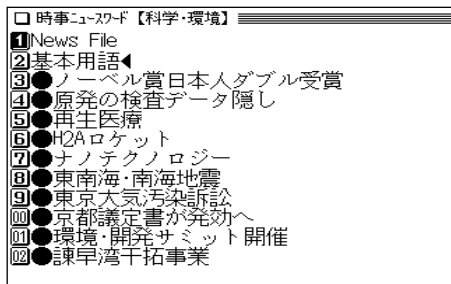 □時事ニュースワード【科学・環境】
1 News File
2 基本用語◀
3 ●ノーベル賞日本人ダブル受賞
4 ●原発の検査データ隠し
5 ●再生医療
6 ●H2Aロケット
7 ●ナノテクノロジー
8 ●東南海・南海地震
9 ●東京大気汚染訴訟
00 ●京都議定書が発効へ
01 ●環境・開発サミット開催
02 ●諫早湾干拓事業